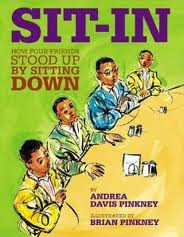 SIT-IN
HOW FOUR FRIENDS
STOOD UP
BY SITTING
DOWN
BY
ANDREA
DAVIS PINKNEY
ILLUSTRATED BY
BRIAN PINKNEY